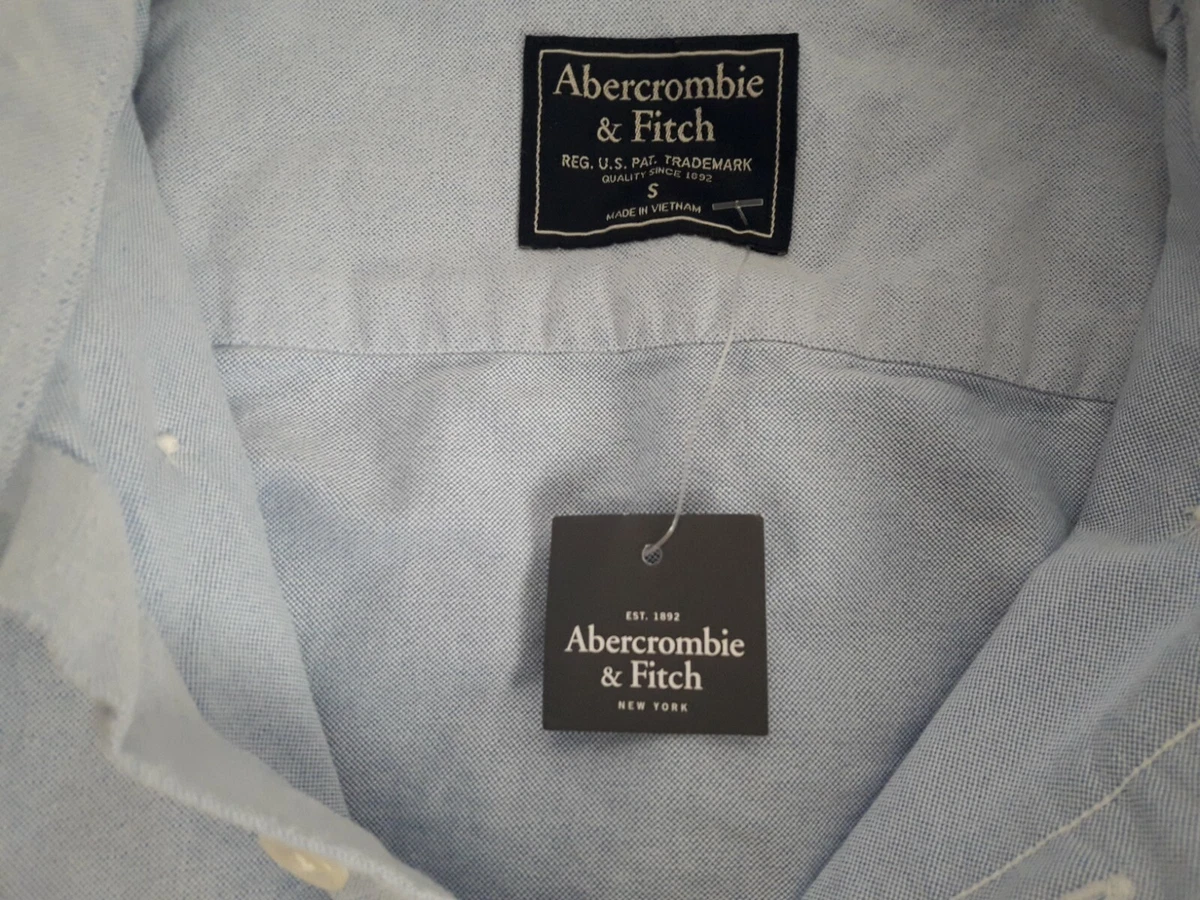 Abercrombie
& Fitch
REG. U.S. PAT. TRADEMARK
QUALITY SINCE 1892
S
MADE IN VIETNAM
EST. 1892
Abercrombie
& Fitch
NEW YORK